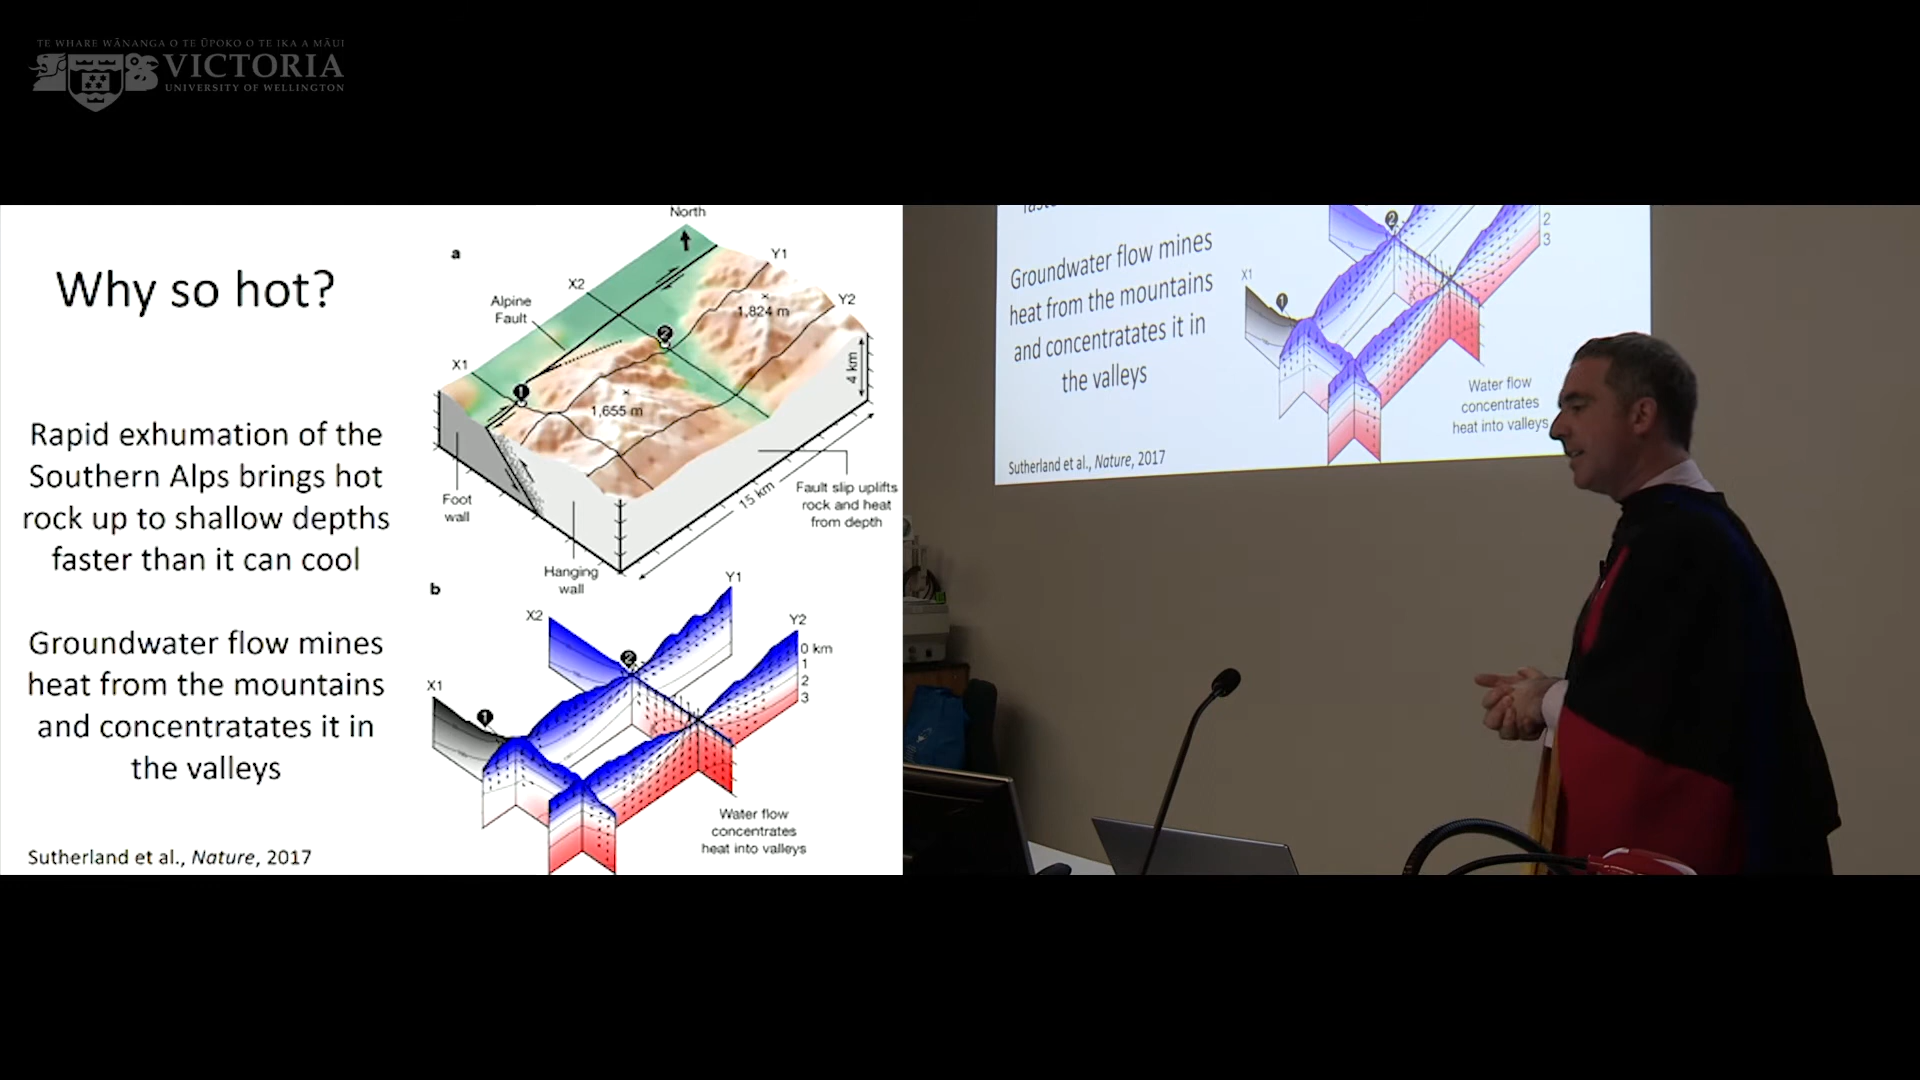 TE WHARE WĀNANGA O TE ŪPOKO O TE IKA A MĀUI
VICTORIA
UNIVERSITY OF WELLINGTON
Why so hot?
Rapid exhumation of the
Southern Alps brings hot
rock up to shallow depths
faster than it can cool
Groundwater flow mines
heat from the mountains
and concentratates it in
the valleys
Sutherland et al., Nature, 2017
a
North
Y1
X2
Alpine
Fault
1,824 m
Y2
2
X1
4 km
1
1,655 m
15 km
Fault slip uplifts
rock and heat
from depth
Foot
wall
Hanging
wall
b
Y1
X2
Y2
0 km
1
2
3
2
X1
1
Water flow
concentrates
heat into valleys
2
2
3
Groundwater flow mines
heat from the mountains
and concentratates it in
the valleys
X1
1
Water flow
concentrates
heat into valleys
Sutherland et al., Nature, 2017